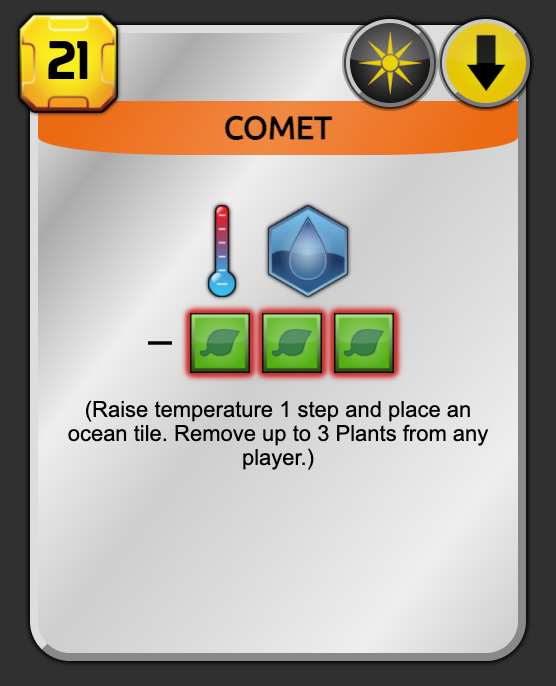 21
COMET
(Raise temperature 1 step and place an
ocean tile. Remove up to 3 Plants from any
player.)